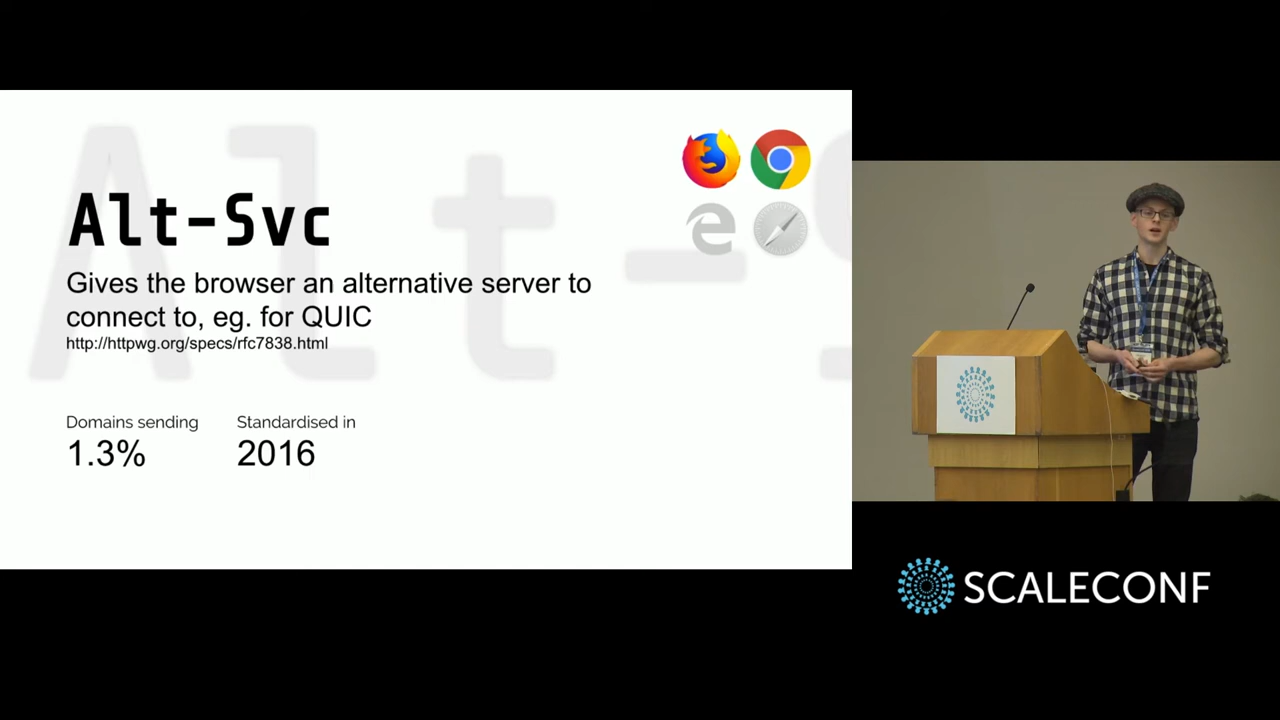 Alt-Svc
Gives the browser an alternative server to
connect to, eg. for QUIC
http://httpwg.org/specs/rfc7838.html
Domains sending
Standardised in
1.3%
2016
SCALECONF